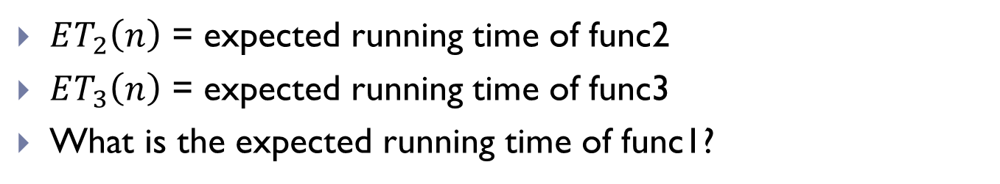 ▸ 𝐸𝑇₂(𝑛) = expected running time of func2
▸ 𝐸𝑇₃(𝑛) = expected running time of func3
▸ What is the expected running time of func1?